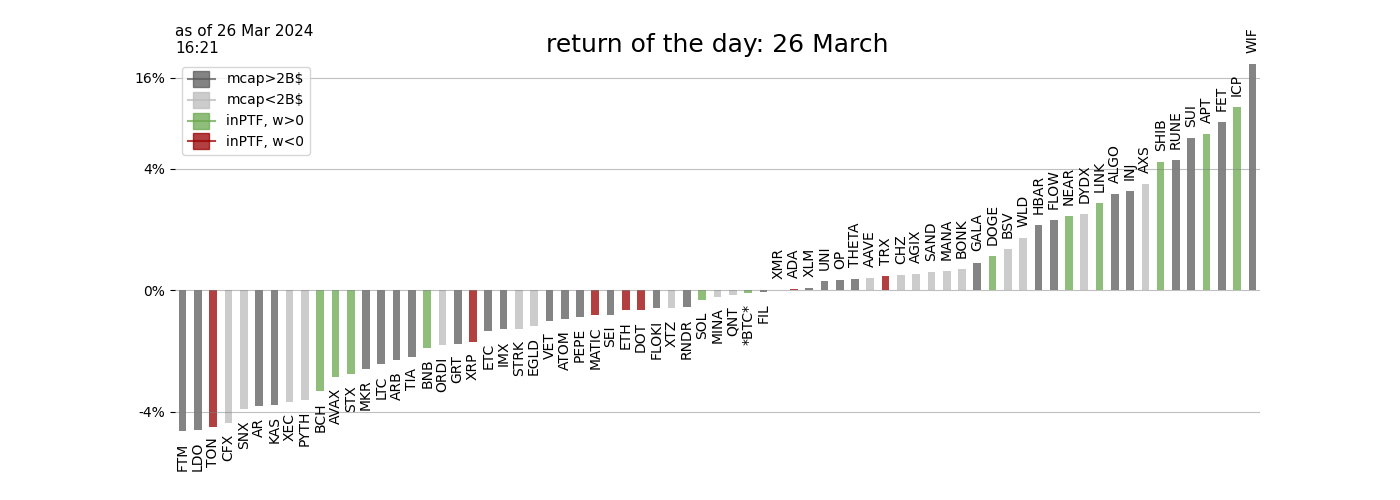 as of 26 Mar 2024
16:21
return of the day: 26 March
mcap>2B$
mcap<2B$
inPTF, w>0
inPTF, w<0
16%
4%
0%
-4%
FTM
LDO
TON
CFX
SNX
AR
KAS
XEC
PYTH
BCH
AVAX
STX
MKR
LTC
ARB
TIA
BNB
ORDI
GRT
XRP
ETC
IMX
STRK
EGLD
VET
ATOM
PEPE
MATIC
SEI
ETH
DOT
FLOKI
XTZ
RNDR
SOL
MINA
QNT
*BTC*
FIL
XMR
ADA
XLM
UNI
OP
THETA
AAVE
TRX
CHZ
AGIX
SAND
MANA
BONK
GALA
DOGE
BSV
WLD
HBAR
FLOW
NEAR
DYDX
LINK
ALGO
INJ
AXS
SHIB
RUNE
SUI
APT
FET
ICP
WIF